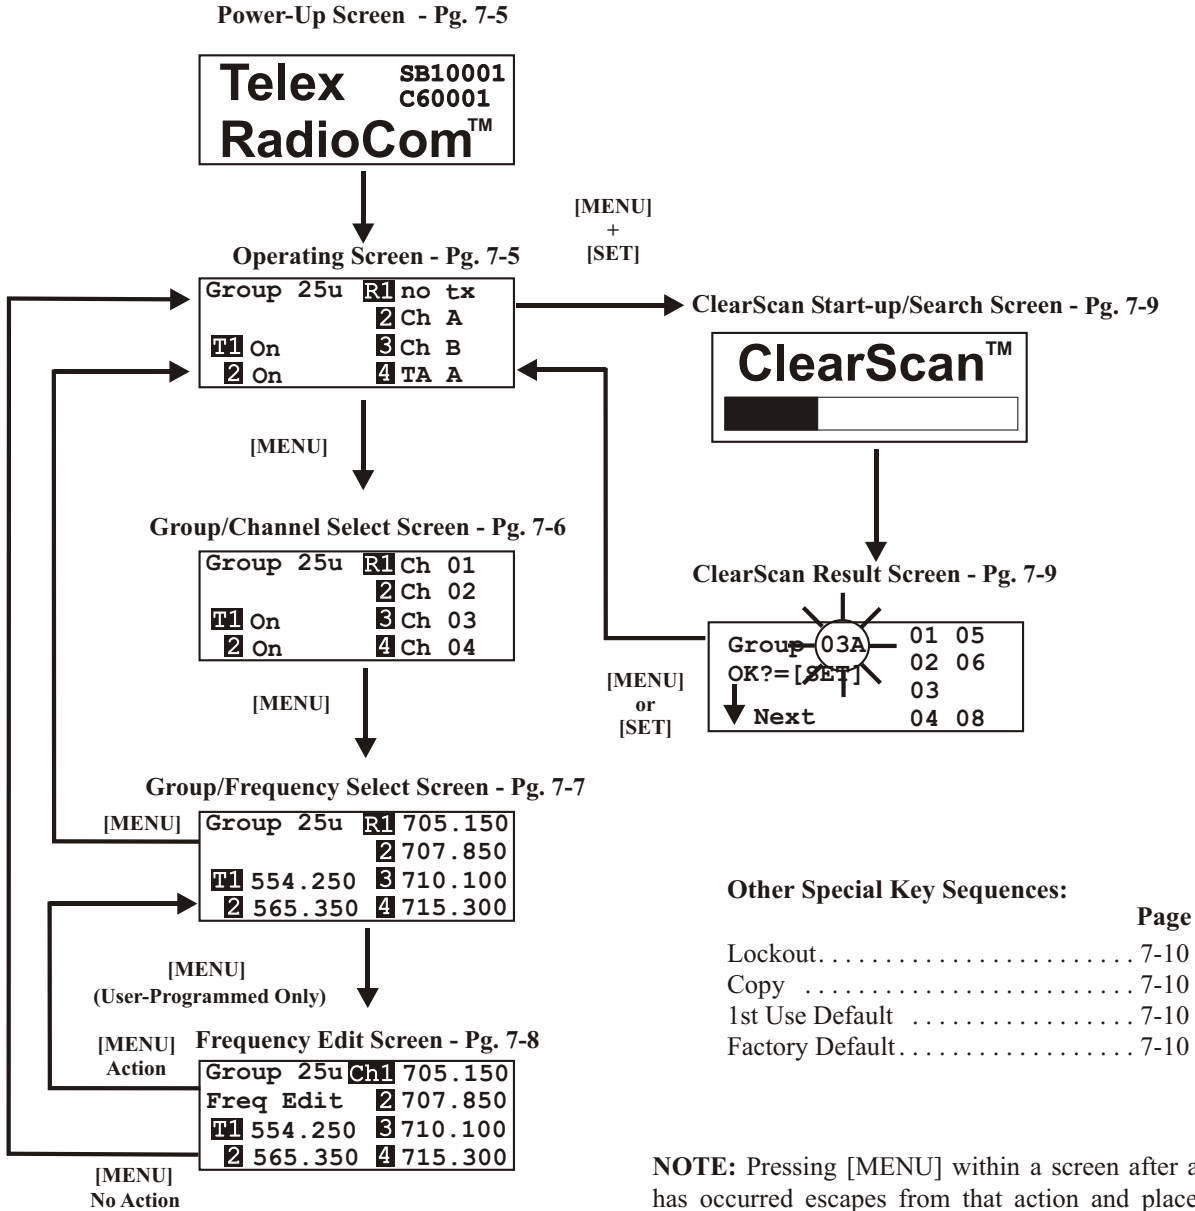 Power-Up Screen - Pg. 7-5
Telex SB10001
C60001
RadioCom™
[MENU]
+
[SET]
Operating Screen - Pg. 7-5
Group 25u R1 no tx
2 Ch A
T1 On 3 Ch B
2 On 4 TA A
ClearScan Start-up/Search Screen - Pg. 7-9
ClearScan™
[MENU]
Group/Channel Select Screen - Pg. 7-6
Group 25u R1 Ch 01
2 Ch 02
T1 On 3 Ch 03
2 On 4 Ch 04
ClearScan Result Screen - Pg. 7-9
Group 03A 01 05
OK?=[SET] 02 06
03
Next 04 08
[MENU]
or
[SET]
[MENU]
Group/Frequency Select Screen - Pg. 7-7
[MENU]
Group 25u R1 705.150
2 707.850
T1 554.250 3 710.100
2 565.350 4 715.300
[MENU]
(User-Programmed Only)
[MENU]
Action
Frequency Edit Screen - Pg. 7-8
Group 25u Ch1 705.150
Freq Edit 2 707.850
T1 554.250 3 710.100
2 565.350 4 715.300
[MENU]
No Action
Other Special Key Sequences:
Page
Lockout. . . . . . . . . . . . . . . . . . . . . . . . 7-10
Copy . . . . . . . . . . . . . . . . . . . . . . . . . 7-10
1st Use Default . . . . . . . . . . . . . . . . . 7-10
Factory Default. . . . . . . . . . . . . . . . . . 7-10
NOTE: Pressing [MENU] within a screen after a
has occurred escapes from that action and place